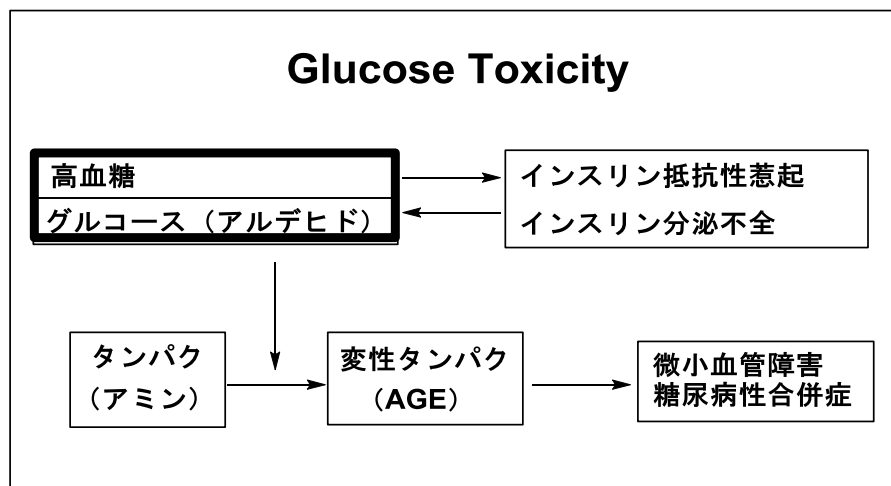 Glucose Toxicity
高血糖
グルコース（アルデヒド）
インスリン抵抗性惹起
インスリン分泌不全
タンパク
（アミン）
変性タンパク
（AGE）
微小血管障害
糖尿病性合併症